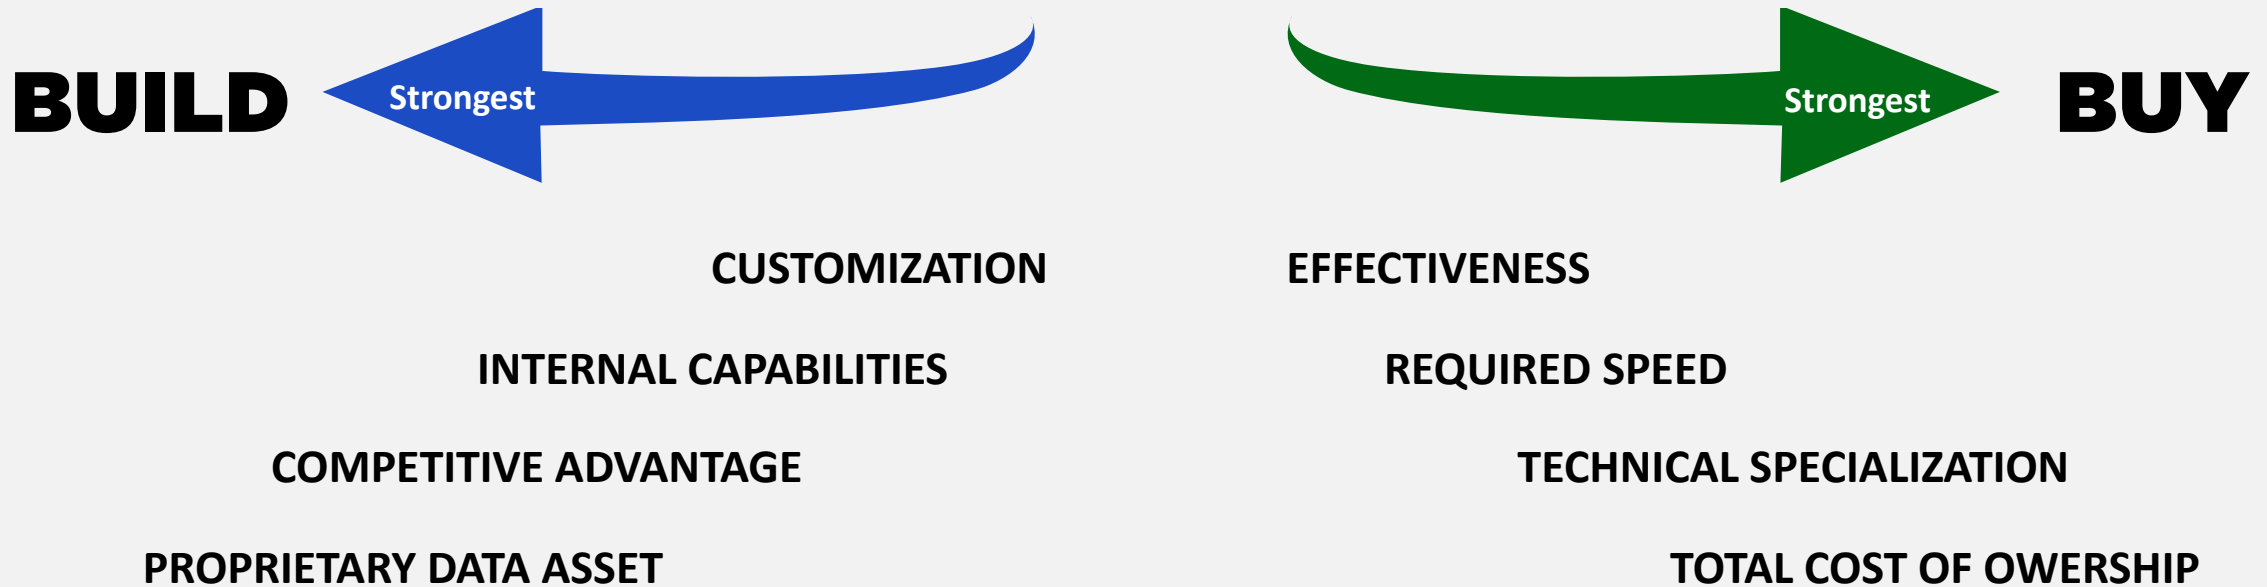 BUILD Strongest Strongest BUY
CUSTOMIZATION EFFECTIVENESS
INTERNAL CAPABILITIES REQUIRED SPEED
COMPETITIVE ADVANTAGE TECHNICAL SPECIALIZATION
PROPRIETARY DATA ASSET TOTAL COST OF OWERSHIP